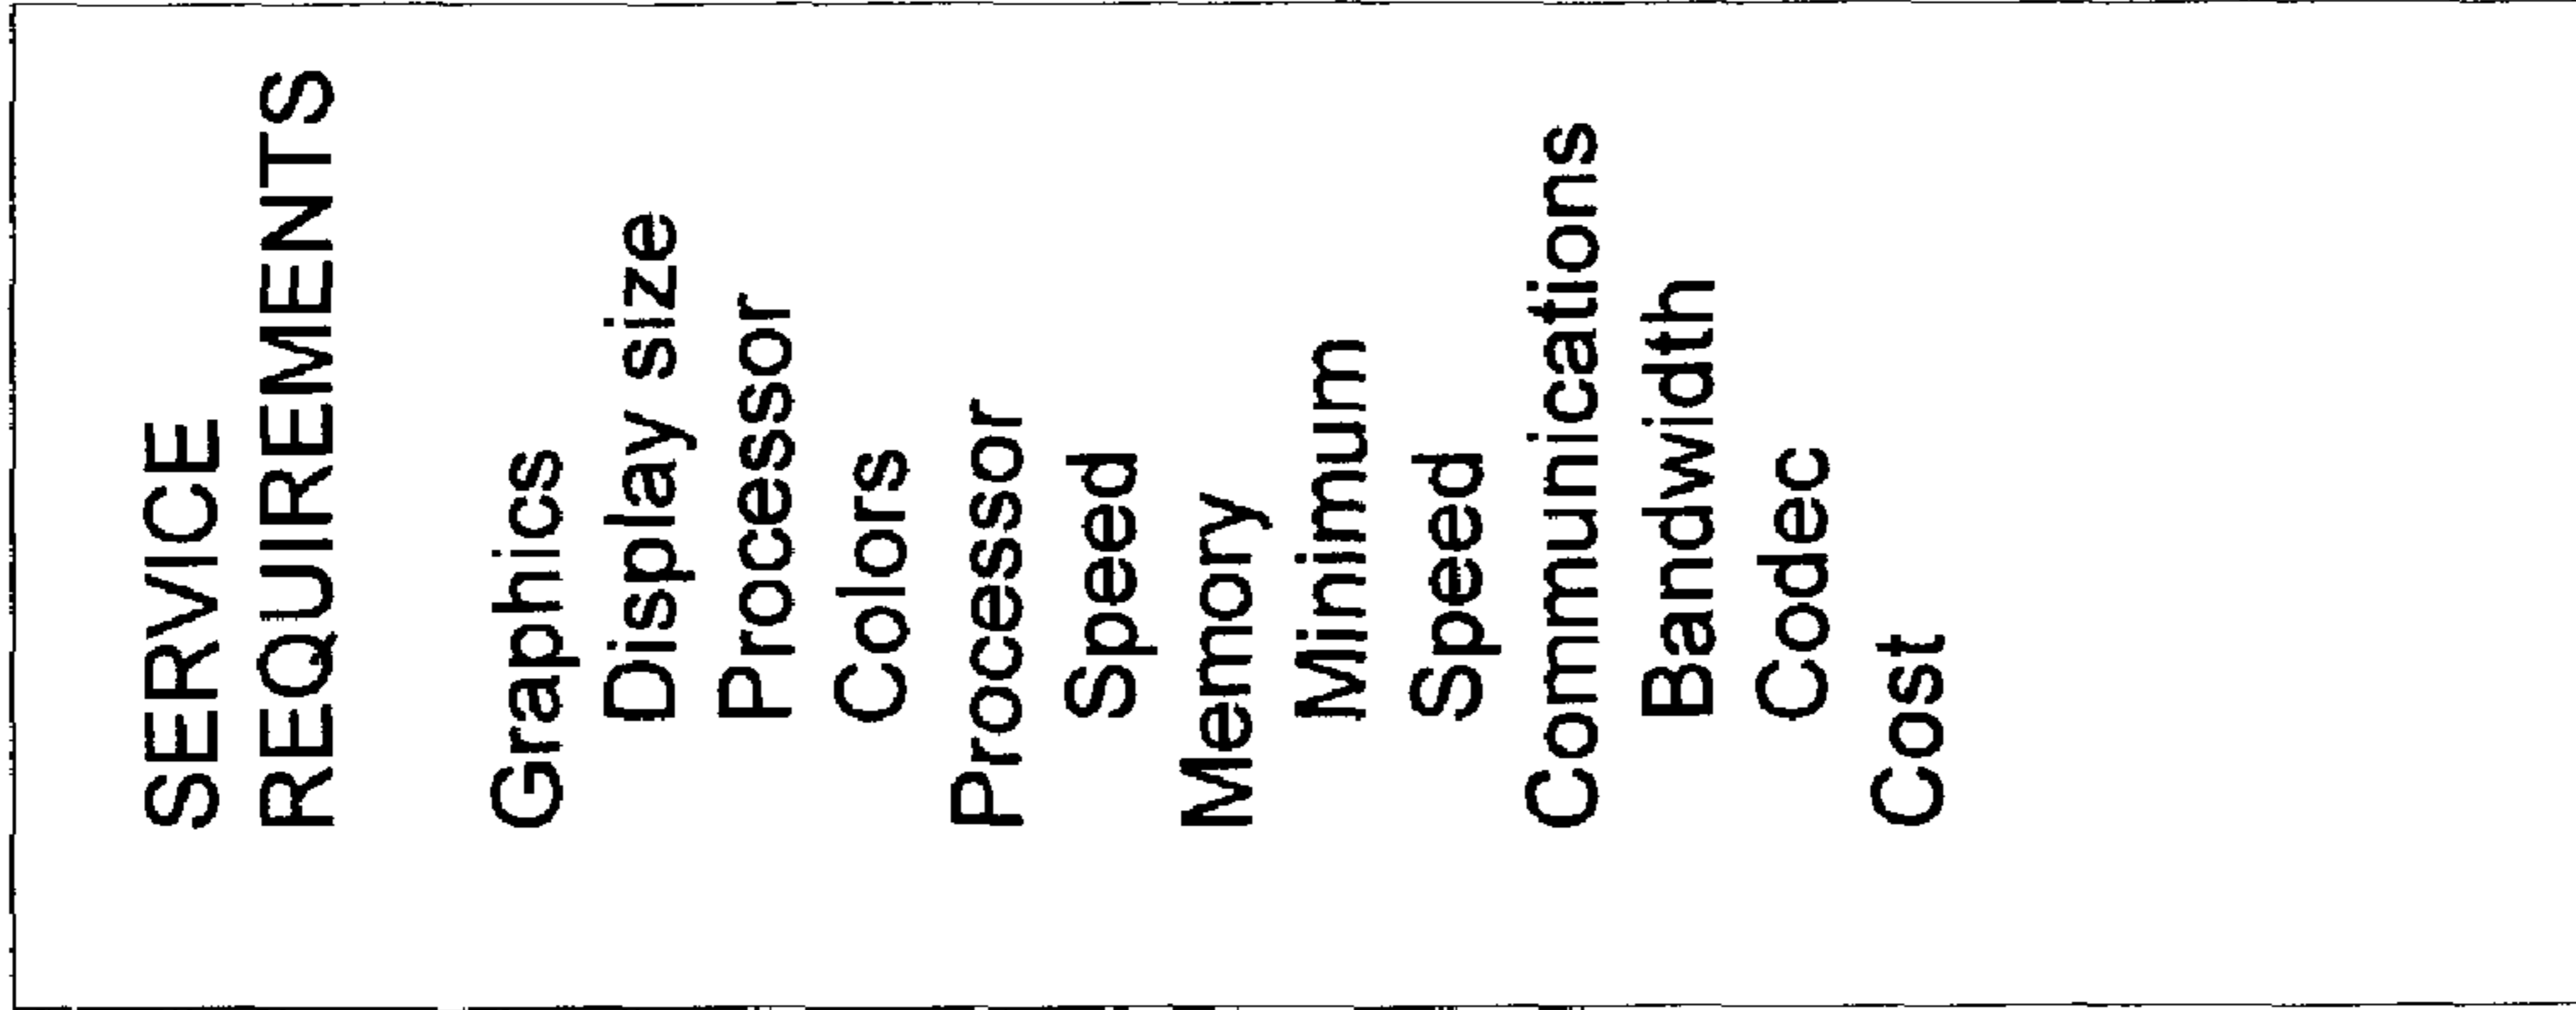 SERVICE
REQUIREMENTS
Graphics
Display size
Processor
Colors
Processor
Speed
Memory
Minimum
Speed
Communications
Bandwidth
Codec
Cost